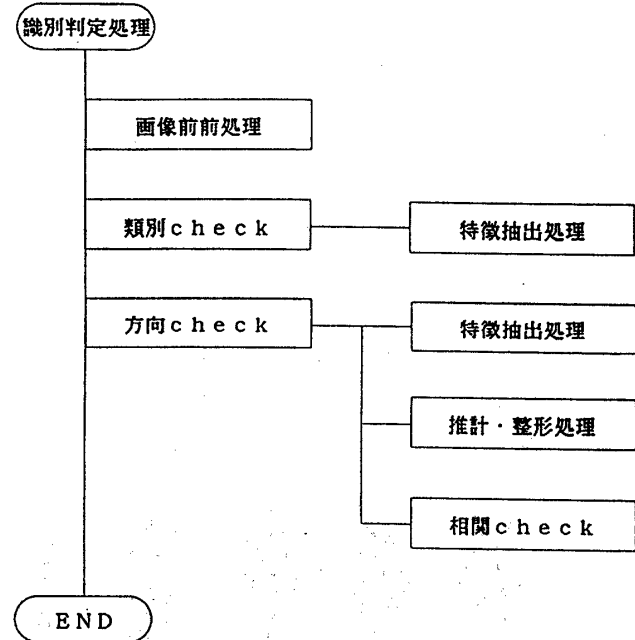 識別判定処理
画像前前処理
類別check
特徴抽出処理
方向check
特徴抽出処理
推計・整形処理
相関check
END